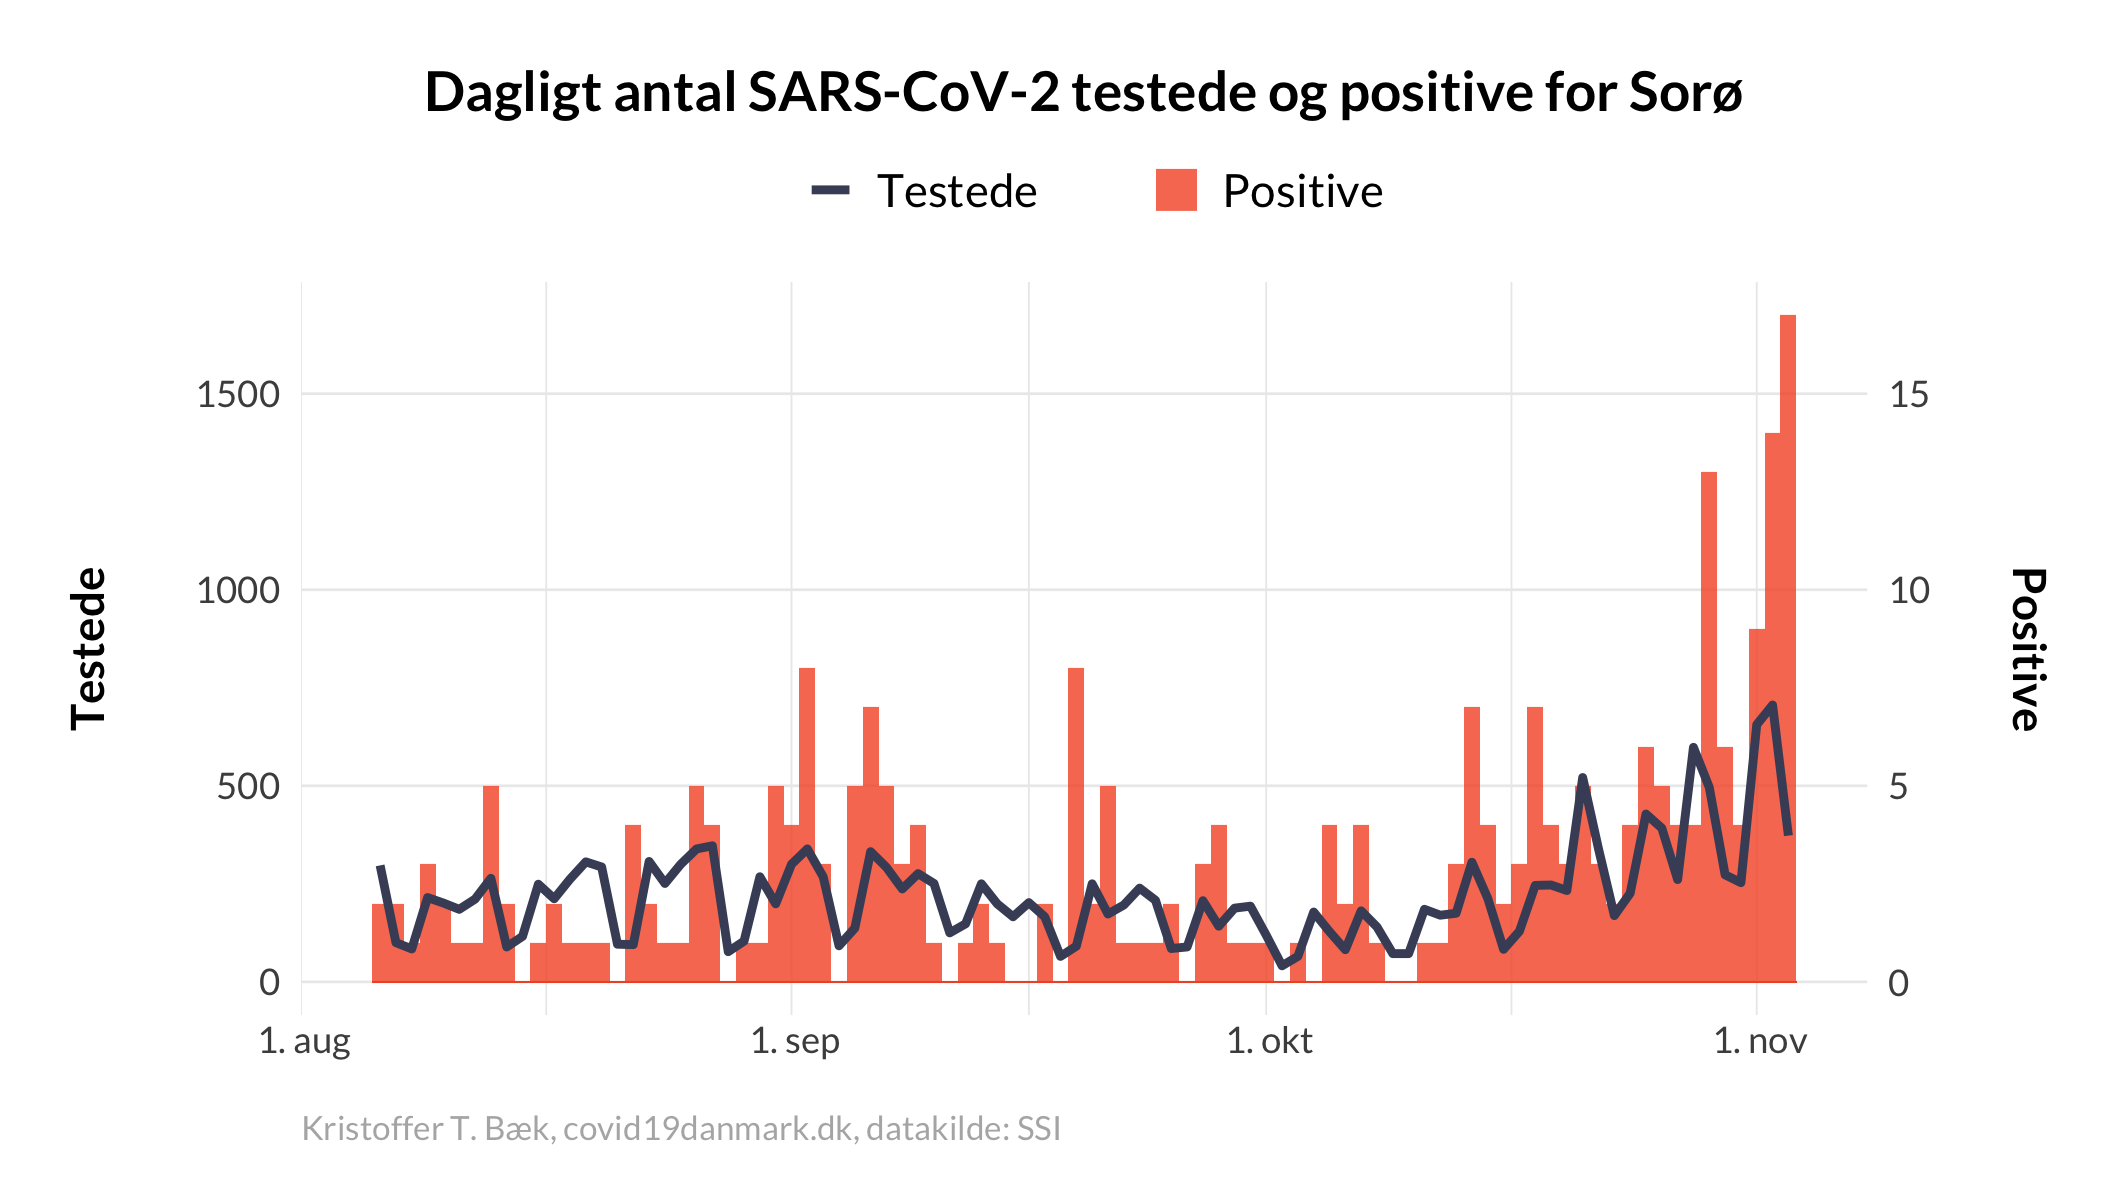 Dagligt antal SARS-CoV-2 testede og positive for Sorø
Testede
Positive
Testede
1500
1000
500
0
15
10
5
0
Positive
1. aug
1. sep
1. okt
1. nov
Kristoffer T. Bæk, covid19danmark.dk, datakilde: SSI